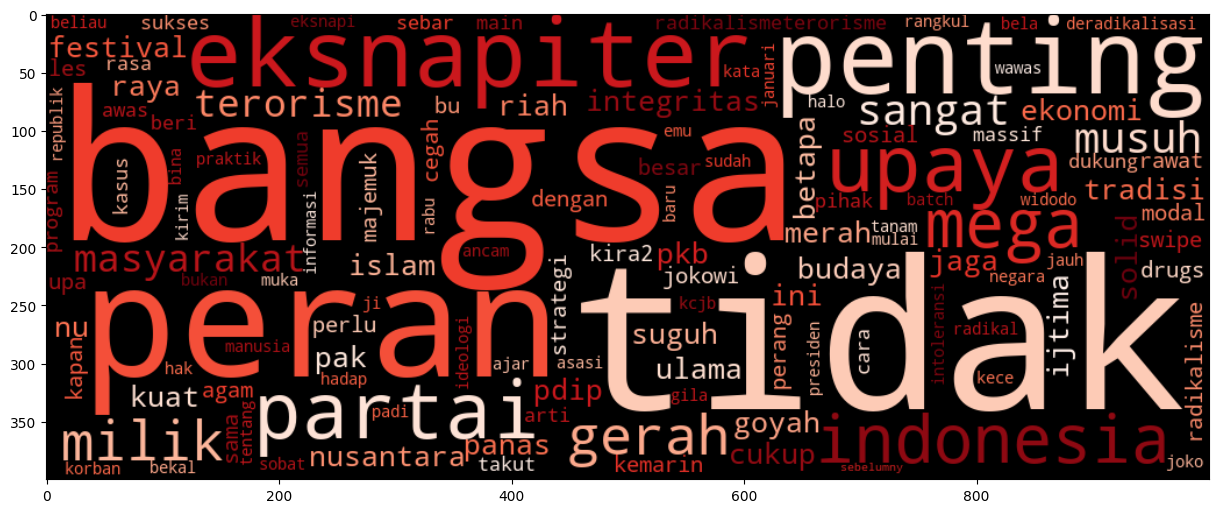 0
50
100
150
200
250
300
350
beliau sukses eksnapi sebar main radikalismeterorisme rangkul bela deradikalisasi
festival eksnapiter penting
les rasa kata wawas
raya terorisme bu riah integritas januari halo sangat ekonomi
republik awas beri bangsa cegah emu betapa sosial massif musuh
kasus praktik semua besar sudah upaya dukung rawat
program bina kirim majemuk rabu dengan baru pihak batch widodo tradisi
informasi ancam merah tanam mulai mega solid modal
masyarakat islam kira2 pkb jaga swipe
upa bukan muka strategi jokowi budaya negara jauh drugs
peran ji kcjb ini tidak
nu perlu suguh perang presiden cara intoleransi radikal ijtima radikalisme
kapan manusia pak ideologi ajar asasi ulama
hak hadap kece
kuat agam partai padi pdip gila
milik sama tentang arti gerah goyah indonesia
korban bekal sobat nusantara panas takut kemarin cukup sebelumny joko
0 200 400 600 800